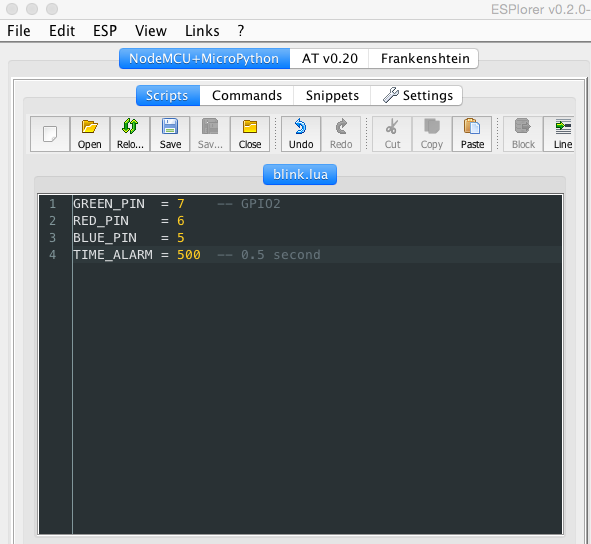 ESPlorer v0.2.0-
File Edit ESP View Links ?
NodeMCU+MicroPython AT v0.20 Frankenshtein
Scripts Commands Snippets Settings
Open Relo... Save Sav... Close Undo Redo Cut Copy Paste Block Line
blink.lua
1 GREEN_PIN = 7 -- GPIO2
2 RED_PIN = 6
3 BLUE_PIN = 5
4 TIME_ALARM = 500 -- 0.5 second